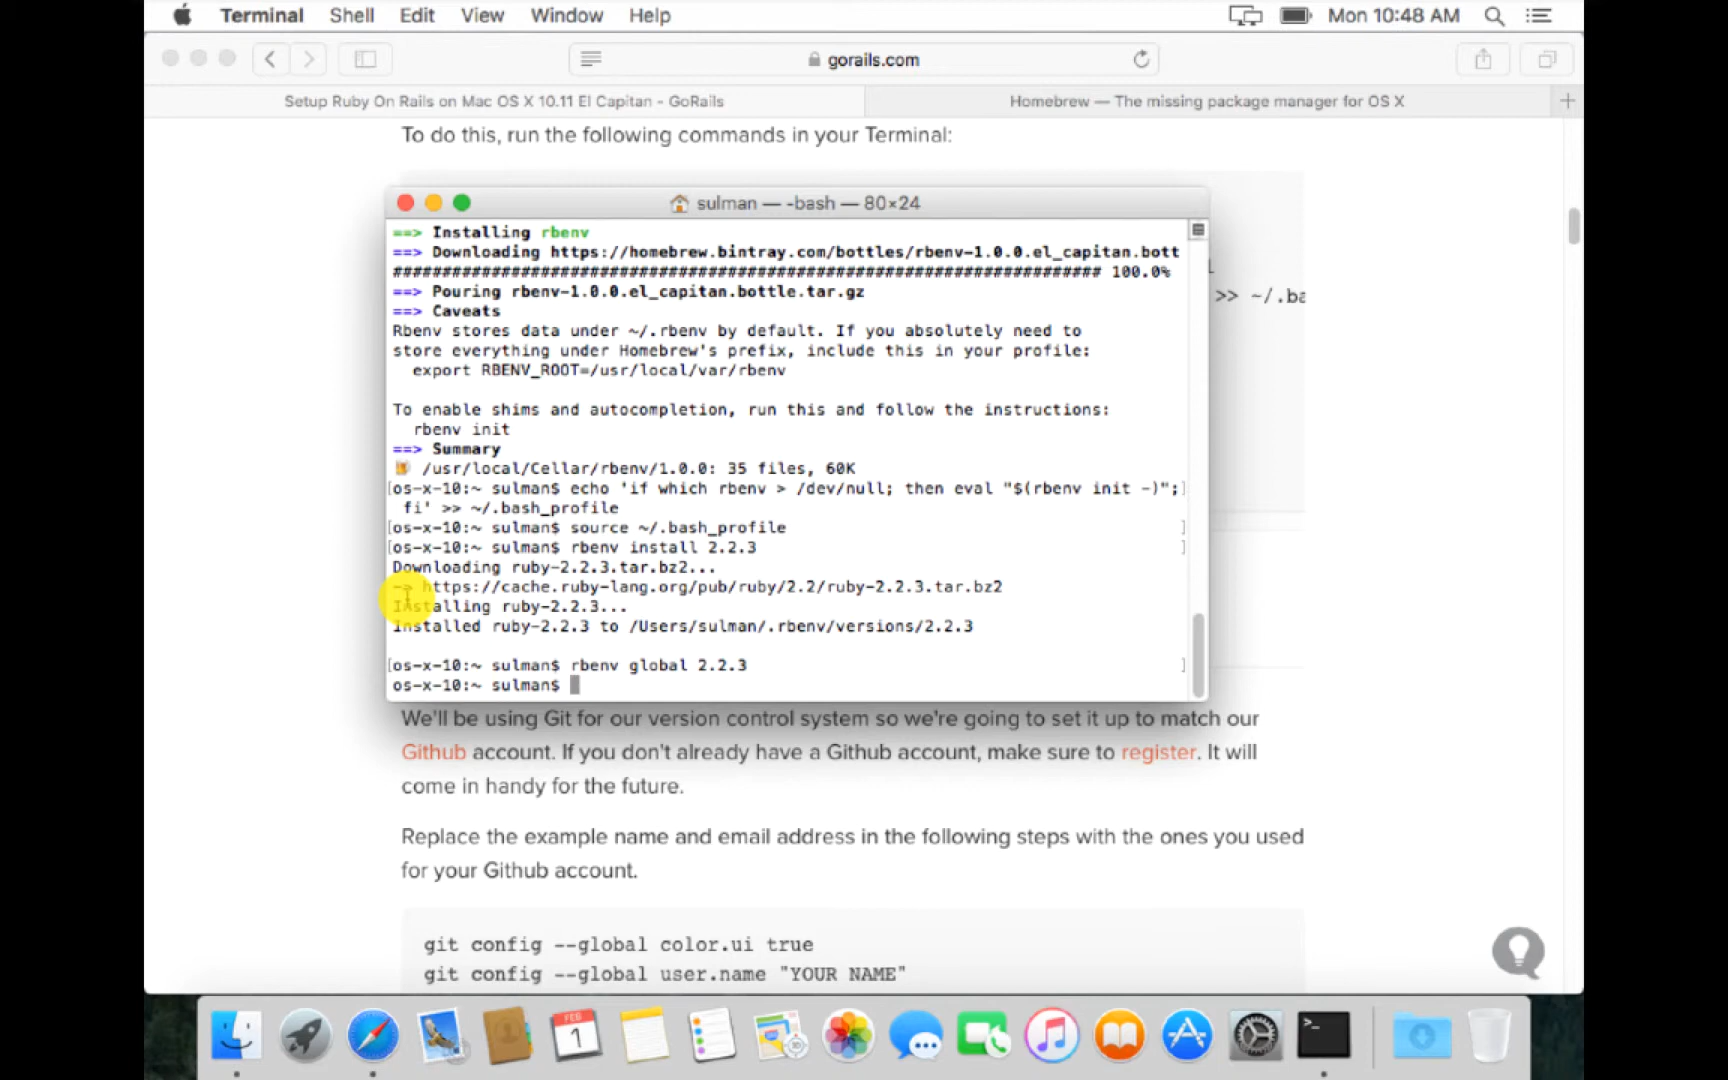 Terminal Shell Edit View Window Help Mon 10:48 AM
gorails.com
Setup Ruby On Rails on Mac OS X 10.11 El Capitan - GoRails Homebrew — The missing package manager for OS X
To do this, run the following commands in your Terminal:
sulman — -bash — 80×24
==> Installing rbenv
==> Downloading https://homebrew.bintray.com/bottles/rbenv-1.0.0.el_capitan.bott
######################################################################## 100.0%
==> Pouring rbenv-1.0.0.el_capitan.bottle.tar.gz
==> Caveats
Rbenv stores data under ~/.rbenv by default. If you absolutely need to
store everything under Homebrew's prefix, include this in your profile:
export RBENV_ROOT=/usr/local/var/rbenv
To enable shims and autocompletion, run this and follow the instructions:
rbenv init
==> Summary
🍺 /usr/local/Cellar/rbenv/1.0.0: 35 files, 60K
[os-x-10:~ sulman$ echo 'if which rbenv > /dev/null; then eval "$(rbenv init -)";]
fi' >> ~/.bash_profile
[os-x-10:~ sulman$ source ~/.bash_profile ]
[os-x-10:~ sulman$ rbenv install 2.2.3 ]
Downloading ruby-2.2.3.tar.bz2...
-> https://cache.ruby-lang.org/pub/ruby/2.2/ruby-2.2.3.tar.bz2
Installing ruby-2.2.3...
Installed ruby-2.2.3 to /Users/sulman/.rbenv/versions/2.2.3
[os-x-10:~ sulman$ rbenv global 2.2.3 ]
os-x-10:~ sulman$
>> ~/.ba
We'll be using Git for our version control system so we're going to set it up to match our
Github account. If you don't already have a Github account, make sure to register. It will
come in handy for the future.
Replace the example name and email address in the following steps with the ones you used
for your Github account.
git config --global color.ui true
git config --global user.name "YOUR NAME"
FEB
1